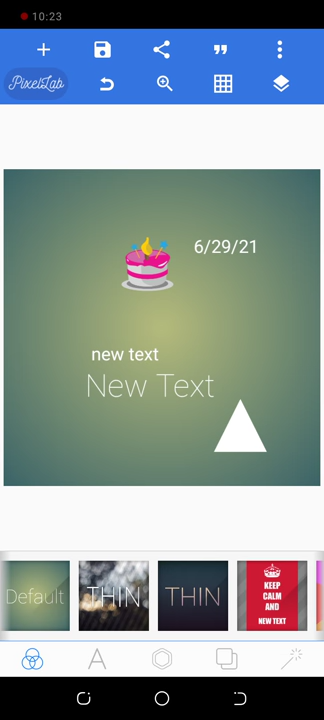 10:23
PixelLab
6/29/21
new text
New Text
Default
THIN
THIN
KEEP
CALM
AND
NEW TEXT
A